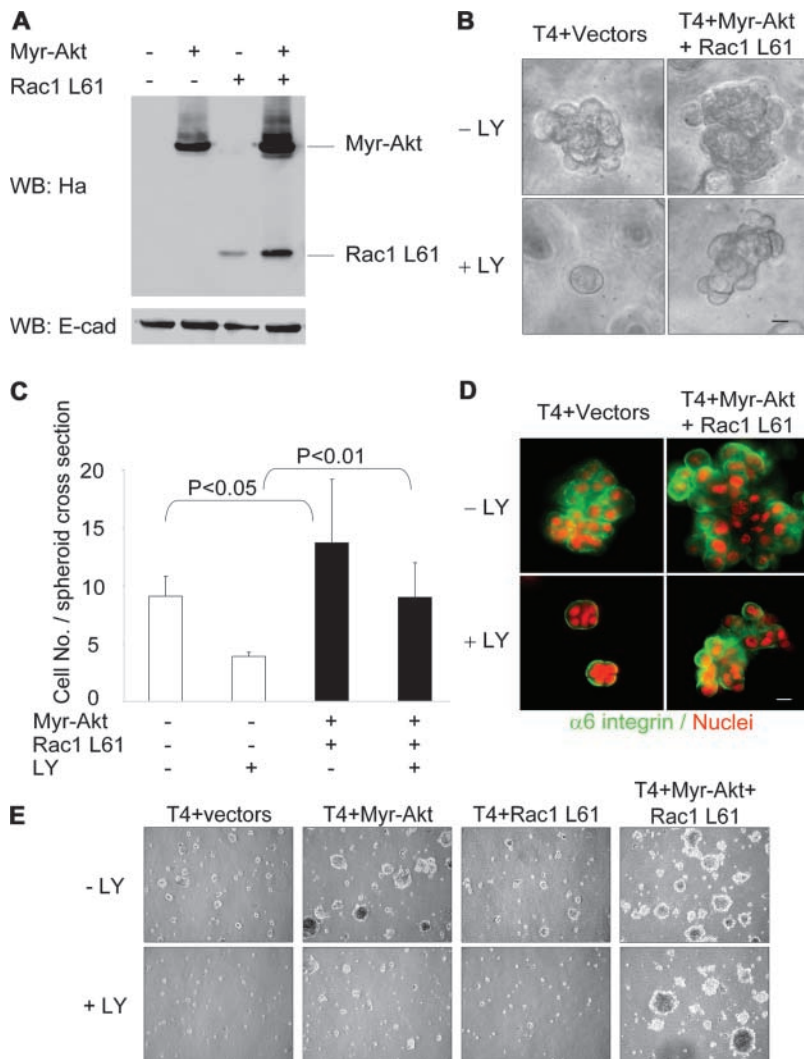 A
Myr-Akt - + - +
Rac1 L61 - - + +
WB: Ha
Myr-Akt
Rac1 L61
WB: E-cad
B
T4+Vectors
T4+Myr-Akt
+ Rac1 L61
– LY
+ LY
C
Cell No. / spheroid cross section
20
15
10
5
0
P<0.05
P<0.01
Myr-Akt - - + +
Rac1 L61 - - + +
LY - + - +
D
T4+Vectors
T4+Myr-Akt
+ Rac1 L61
– LY
+ LY
α6 integrin / Nuclei
E
T4+vectors
T4+Myr-Akt
T4+Rac1 L61
T4+Myr-Akt+
Rac1 L61
- LY
+ LY